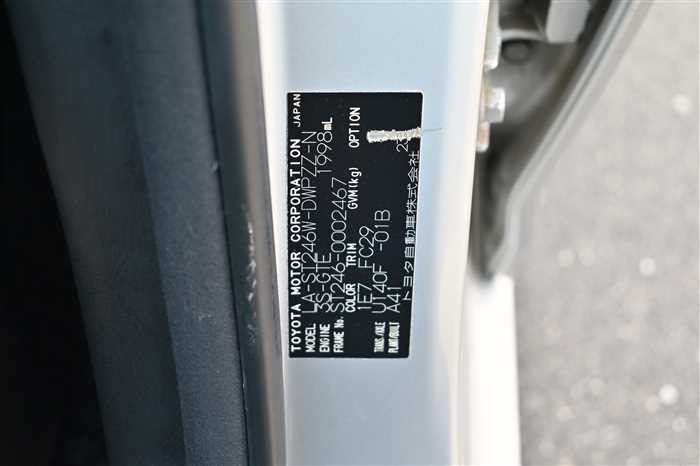 TOYOTA MOTOR CORPORATION JAPAN
MODEL LA-ST246W-DWPZZ-N
ENGINE 3S-GTE 1998mL
FRAME No. ST246-0002467
COLOR TRIM GVM(kg) OPTION
1E7 FC29
TRANS./AXLE U140F -01B
PLANT/BUILT A41
トヨタ自動車株式会社